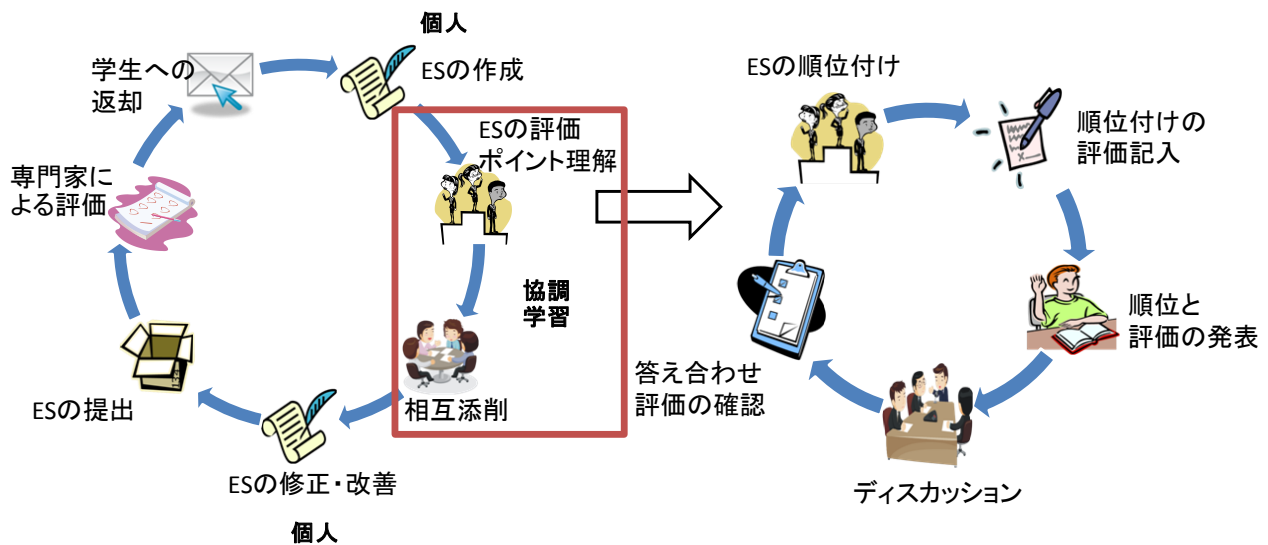 個人
ESの作成
ESの評価
ポイント理解
協調
学習
相互添削
ESの修正・改善
個人
ESの提出
専門家に
よる評価
学生への
返却
ESの順位付け
順位付けの
評価記入
順位と
評価の発表
ディスカッション
答え合わせ
評価の確認